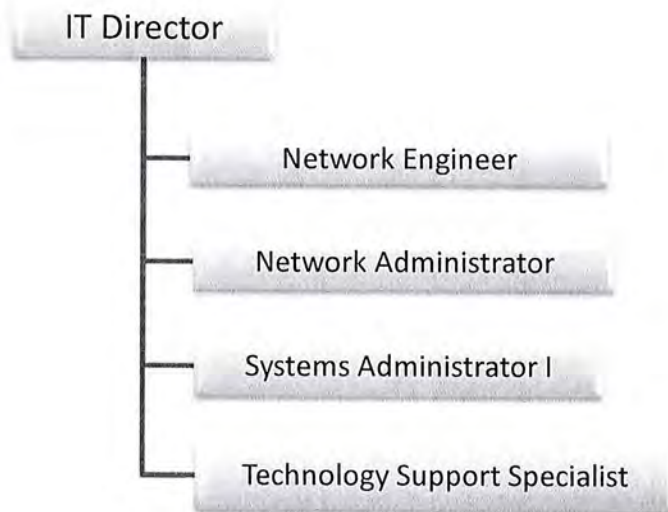 IT Director
Network Engineer
Network Administrator
Systems Administrator I
Technology Support Specialist